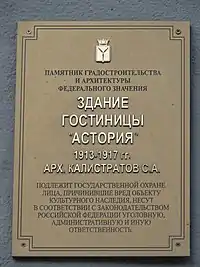 ПАМЯТНИК ГРАДОСТРОИТЕЛЬСТВА
И АРХИТЕКТУРЫ
ФЕДЕРАЛЬНОГО ЗНАЧЕНИЯ
ЗДАНИЕ
ГОСТИНИЦЫ
"АСТОРИЯ"
1913-1917 гг.
АРХ. КАЛИСТРАТОВ С.А.
ПОДЛЕЖИТ ГОСУДАРСТВЕННОЙ ОХРАНЕ
ЛИЦА, ПРИЧИНИВШИЕ ВРЕД ОБЪЕКТУ
КУЛЬТУРНОГО НАСЛЕДИЯ, НЕСУТ
В СООТВЕТСТВИИ С ЗАКОНОДАТЕЛЬСТВОМ
РОССИЙСКОЙ ФЕДЕРАЦИИ УГОЛОВНУЮ,
АДМИНИСТРАТИВНУЮ И ИНУЮ
ОТВЕТСТВЕННОСТЬ